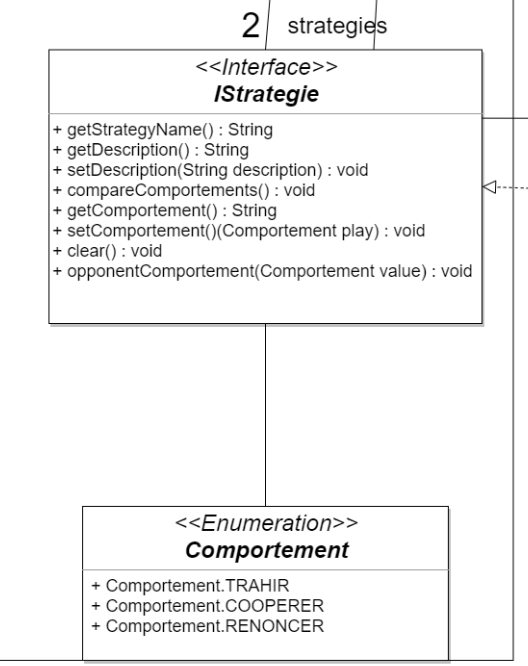 2 strategies
<<Interface>>
IStrategie
+ getStrategyName() : String
+ getDescription() : String
+ setDescription(String description) : void
+ compareComportements() : void
+ getComportement() : String
+ setComportement()(Comportement play) : void
+ clear() : void
+ opponentComportement(Comportement value) : void
<<Enumeration>>
Comportement
+ Comportement.TRAHIR
+ Comportement.COOPERER
+ Comportement.RENONCER